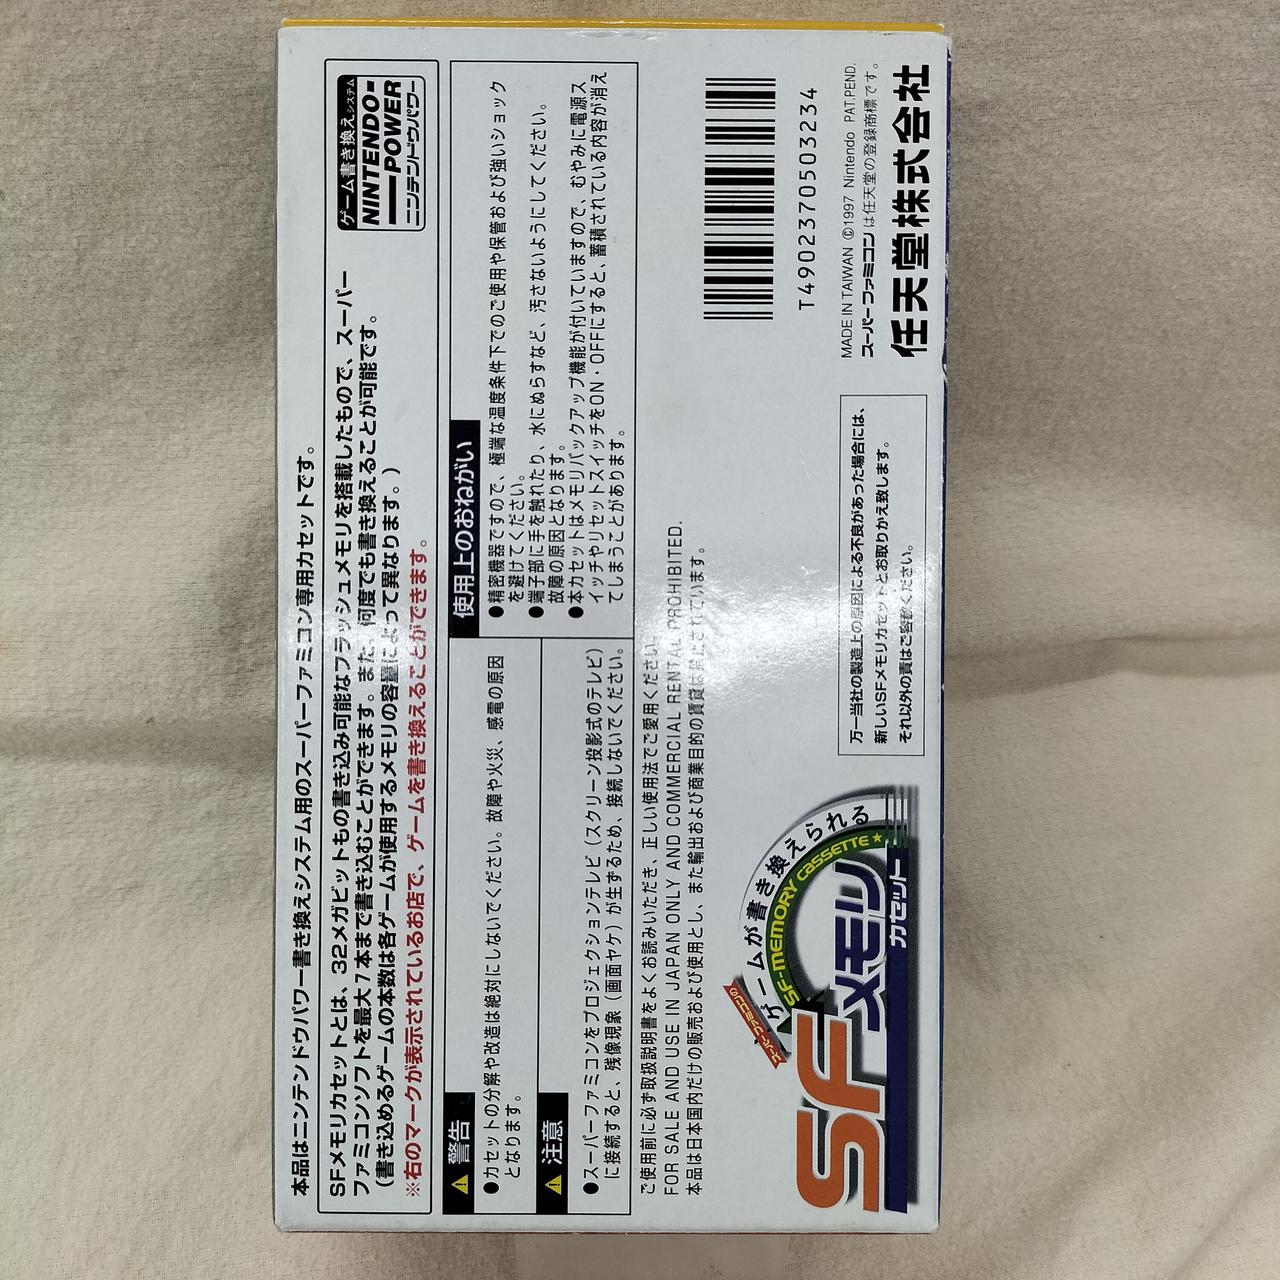 本品はニンテンドウパワー書き換えシステム用のスーパーファミコン専用カセットです。
SFメモリカセットとは、32メガビットもの書き込み可能なフラッシュメモリを搭載したもので、スーパー
ファミコンソフトを最大7本まで書き込むことができます。また、何度でも書き換えることが可能です。
（書き込めるゲームの本数は各ゲームが使用するメモリの容量によって異なります。）
※右のマークが表示されているお店で、ゲームを書き換えることができます。
ゲーム書き換えシステム
NINTENDO
POWER
ニンテンドウパワー
警告
●カセットの分解や改造は絶対にしないでください。故障や火災、感電の原因
となります。
注意
●スーパーファミコンをプロジェクションテレビ（スクリーン投影式のテレビ）
に接続すると、残像現象（画面ヤケ）が生ずるため、接続しないでください。
使用上のおねがい
●精密機器ですので、極端な温度条件下でのご使用や保管および強いショック
を避けてください。
●端子部に手を触れたり、水にぬらすなど、汚さないようにしてください。
故障の原因となります。
●本カセットはメモリバックアップ機能が付いていますので、むやみに電源ス
イッチやリセットスイッチをON・OFFにすると、蓄積されている内容が消え
てしまうことがあります。
ご使用前に必ず取扱説明書をよくお読みいただき、正しい使用法でご愛用ください。
FOR SALE AND USE IN JAPAN ONLY AND COMMERCIAL RENTAL PROHIBITED.
本品は日本国内だけの販売および使用とし、また輸出および商業目的の賃貸は禁止されています。
スーパーファミコンの
ゲームが書き換えられる
SF-MEMORY CASSETTE★
SFメモリ
カセット
万一当社の製造上の原因による不良があった場合には、
新しいSFメモリカセットとお取りかえ致します。
それ以外の責はご容赦ください。
T4902370503234
MADE IN TAIWAN ©1997 Nintendo PAT.PEND.
スーパーファミコンは任天堂の登録商標です。
任天堂株式会社